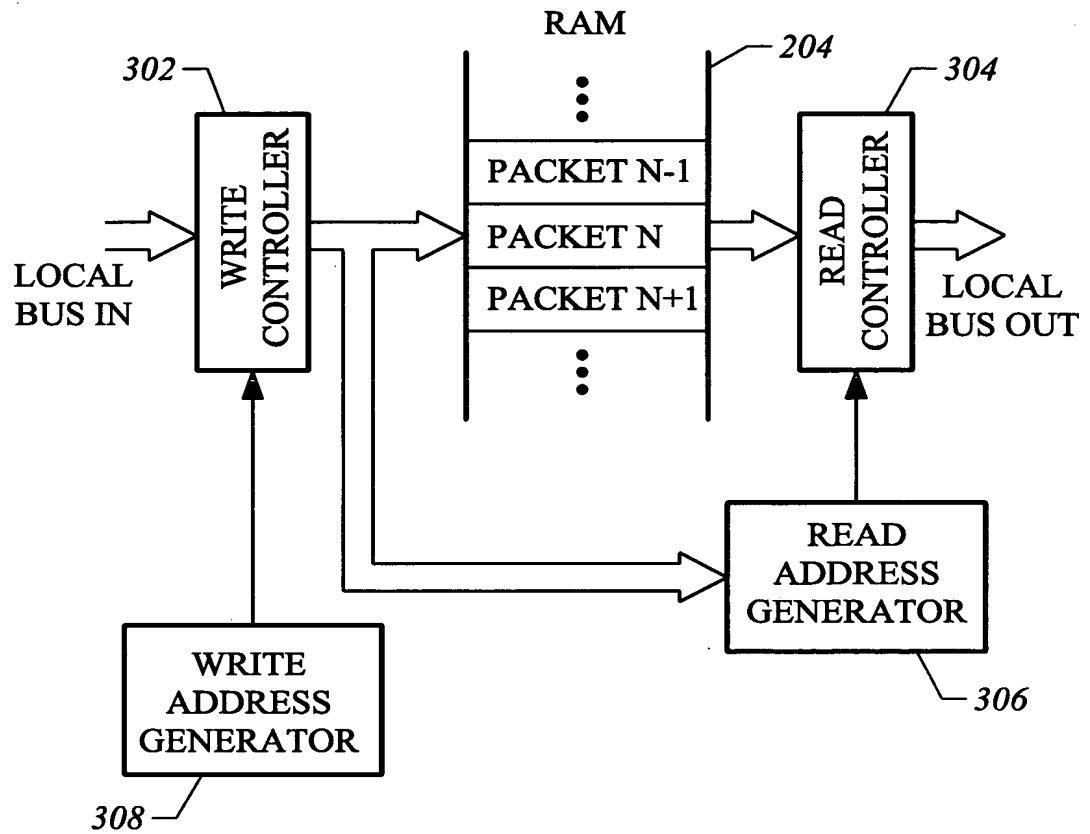 RAM
302
204
304
WRITE
CONTROLLER
PACKET N-1
PACKET N
PACKET N+1
READ
CONTROLLER
LOCAL
BUS IN
LOCAL
BUS OUT
READ
ADDRESS
GENERATOR
306
WRITE
ADDRESS
GENERATOR
308